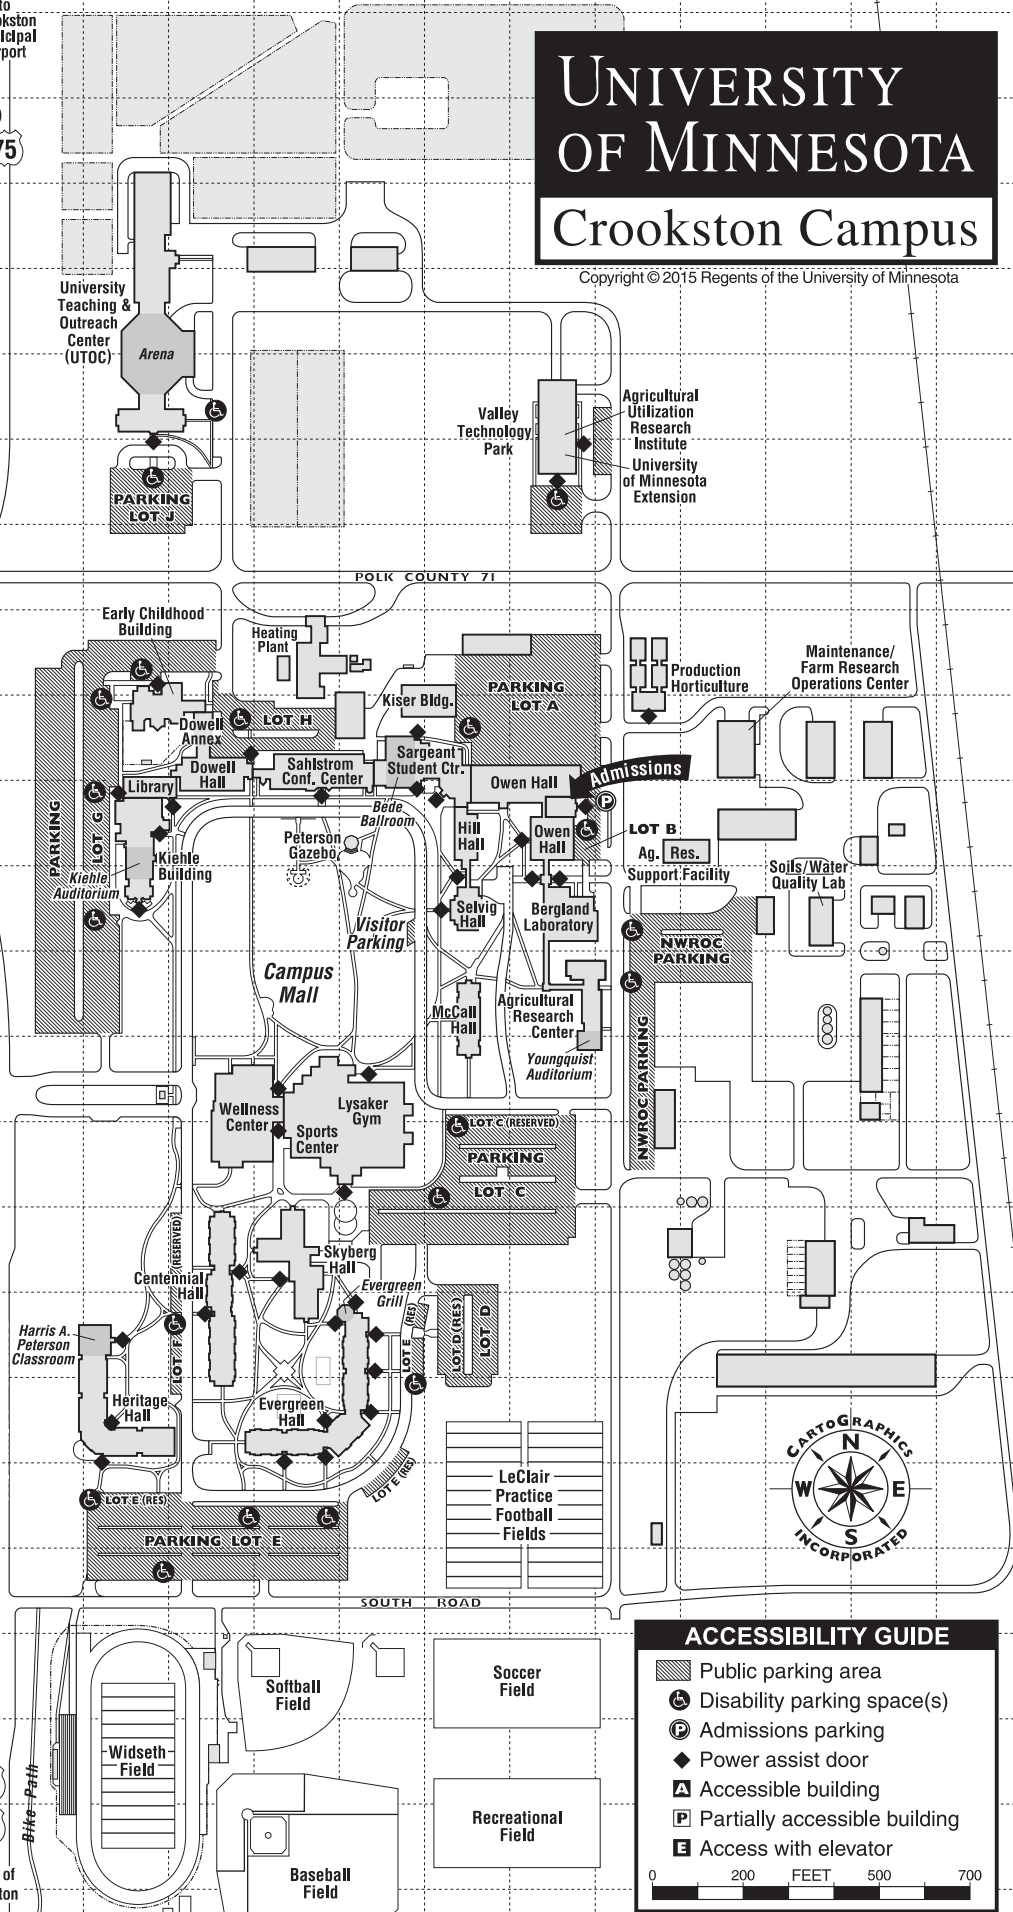 to
okston
nicipal
rport
75
UNIVERSITY
OF MINNESOTA
Crookston Campus
Copyright © 2015 Regents of the University of Minnesota
University
Teaching &
Outreach
Center
(UTOC)
Arena
PARKING
LOT J
Valley
Technology
Park
Agricultural
Utilization
Research
Institute
University
of Minnesota
Extension
POLK COUNTY 71
Early Childhood
Building
Heating
Plant
Kiser Bldg.
PARKING
LOT A
Production
Horticulture
Maintenance/
Farm Research
Operations Center
LOT H
Dowell
Annex
Dowell
Hall
Sahlstrom
Conf. Center
Sargeant
Student Ctr.
Owen Hall
Admissions
P
Library
Bede
Ballroom
PARKING
LOT G
Kiehle
Auditorium
Kiehle
Building
Peterson
Gazebo
Hill
Hall
Owen
Hall
LOT B
Ag. Res.
Support Facility
Soils/Water
Quality Lab
Selvig
Hall
Bergland
Laboratory
Visitor
Parking
NWROC
PARKING
Campus
Mall
McCall
Hall
Agricultural
Research
Center
Youngquist
Auditorium
NWROC PARKING
Wellness
Center
Lysaker
Gym
Sports
Center
LOT C (RESERVED)
PARKING
LOT C
Skyberg
Hall
Centennial
Hall
LOT F (RESERVED)
Evergreen
Grill
LOT E (RES)
LOT D (RES)
LOT D
Harris A.
Peterson
Classroom
Heritage
Hall
Evergreen
Hall
LOT E (RES)
LOT E (RES)
PARKING LOT E
LeClair
Practice
Football
Fields
CARTOGRAPHICS
N
W E
S
INCORPORATED
SOUTH ROAD
Softball
Field
Soccer
Field
Widseth
Field
Bike Path
Recreational
Field
Baseball
Field
of
ton
ACCESSIBILITY GUIDE
Public parking area
Disability parking space(s)
P Admissions parking
Power assist door
A Accessible building
P Partially accessible building
E Access with elevator
0 200 FEET 500 700